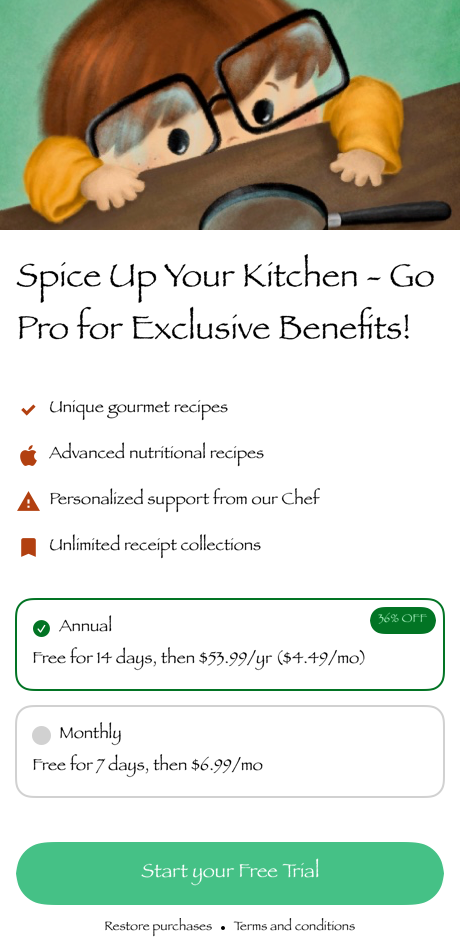 Spice Up Your Kitchen - Go
Pro for Exclusive Benefits!
Unique gourmet recipes
Advanced nutritional recipes
Personalized support from our Chef
Unlimited receipt collections
Annual
36% OFF
Free for 14 days, then $53.99/yr ($4.49/mo)
Monthly
Free for 7 days, then $6.99/mo
Start your Free Trial
Restore purchases • Terms and conditions